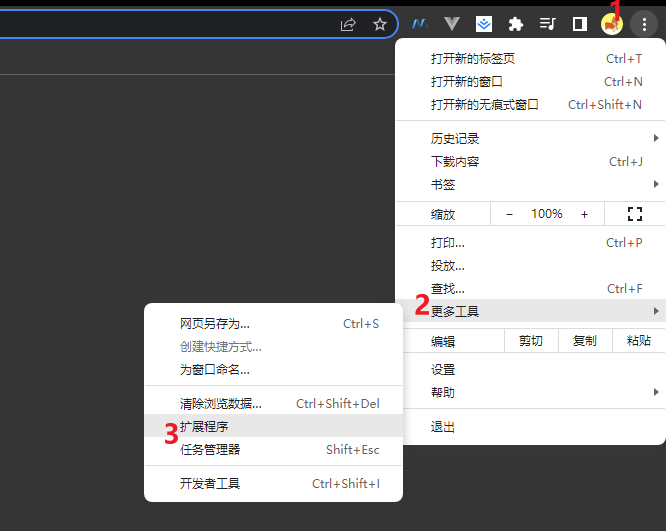 1
打开新的标签页 Ctrl+T
打开新的窗口 Ctrl+N
打开新的无痕式窗口 Ctrl+Shift+N
历史记录
下载内容 Ctrl+J
书签
缩放 − 100% +
打印... Ctrl+P
投放...
查找... Ctrl+F
2 更多工具
编辑 剪切 复制 粘贴
设置
帮助
退出
网页另存为... Ctrl+S
创建快捷方式...
为窗口命名...
清除浏览数据... Ctrl+Shift+Del
3 扩展程序
任务管理器 Shift+Esc
开发者工具 Ctrl+Shift+I